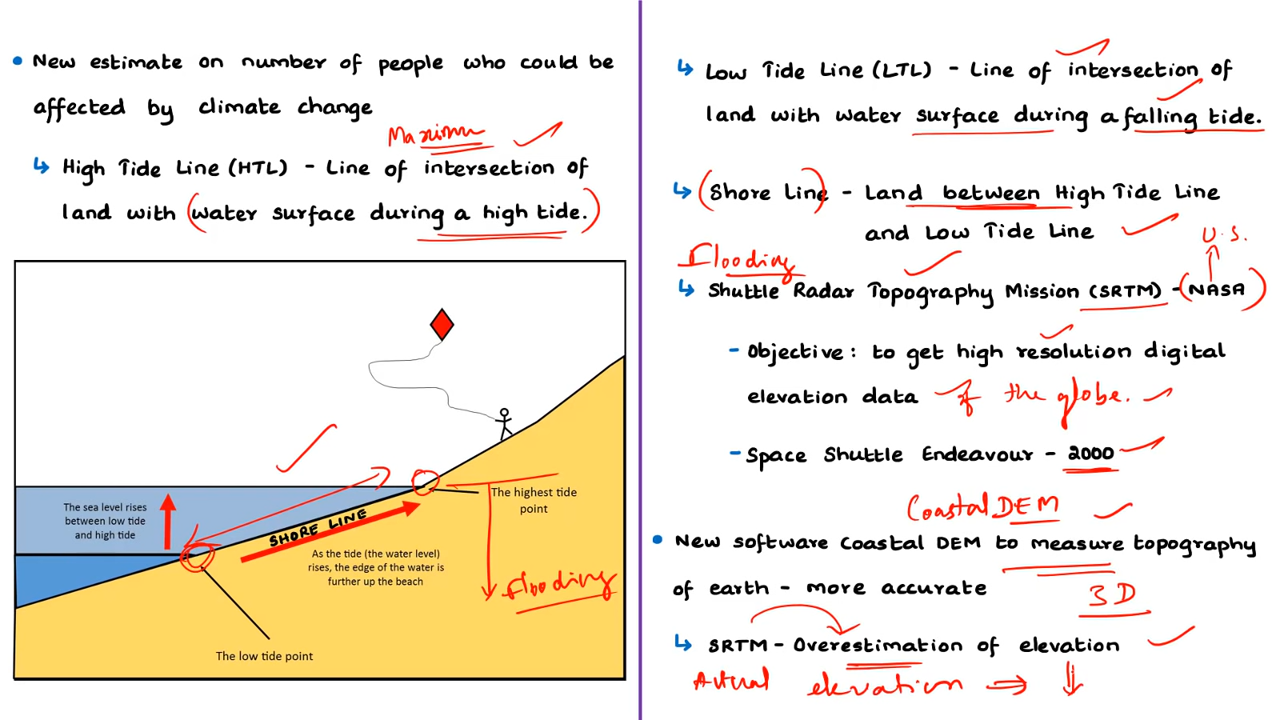 • New estimate on number of people who could be
affected by climate change
Maximum
↳ High Tide Line (HTL) - Line of intersection of
land with (water surface during a high tide.)
The sea level rises
between low tide
and high tide
SHORE LINE
The highest tide
point
As the tide (the water level)
rises, the edge of the water is
further up the beach
Flooding
The low tide point
↳ Low Tide Line (LTL) - Line of intersection of
land with water surface during a falling tide.
↳ (Shore Line) - Land between High Tide Line
and Low Tide Line
U.S.
Flooding
↳ Shuttle Radar Topography Mission (SRTM) - (NASA)
- Objective: to get high resolution digital
elevation data of the globe.
- Space Shuttle Endeavour - 2000
Coastal DEM
• New software Coastal DEM to measure topography
of earth - more accurate
3D
↳ SRTM - Overestimation of elevation
Actual elevation ⇒ ↓